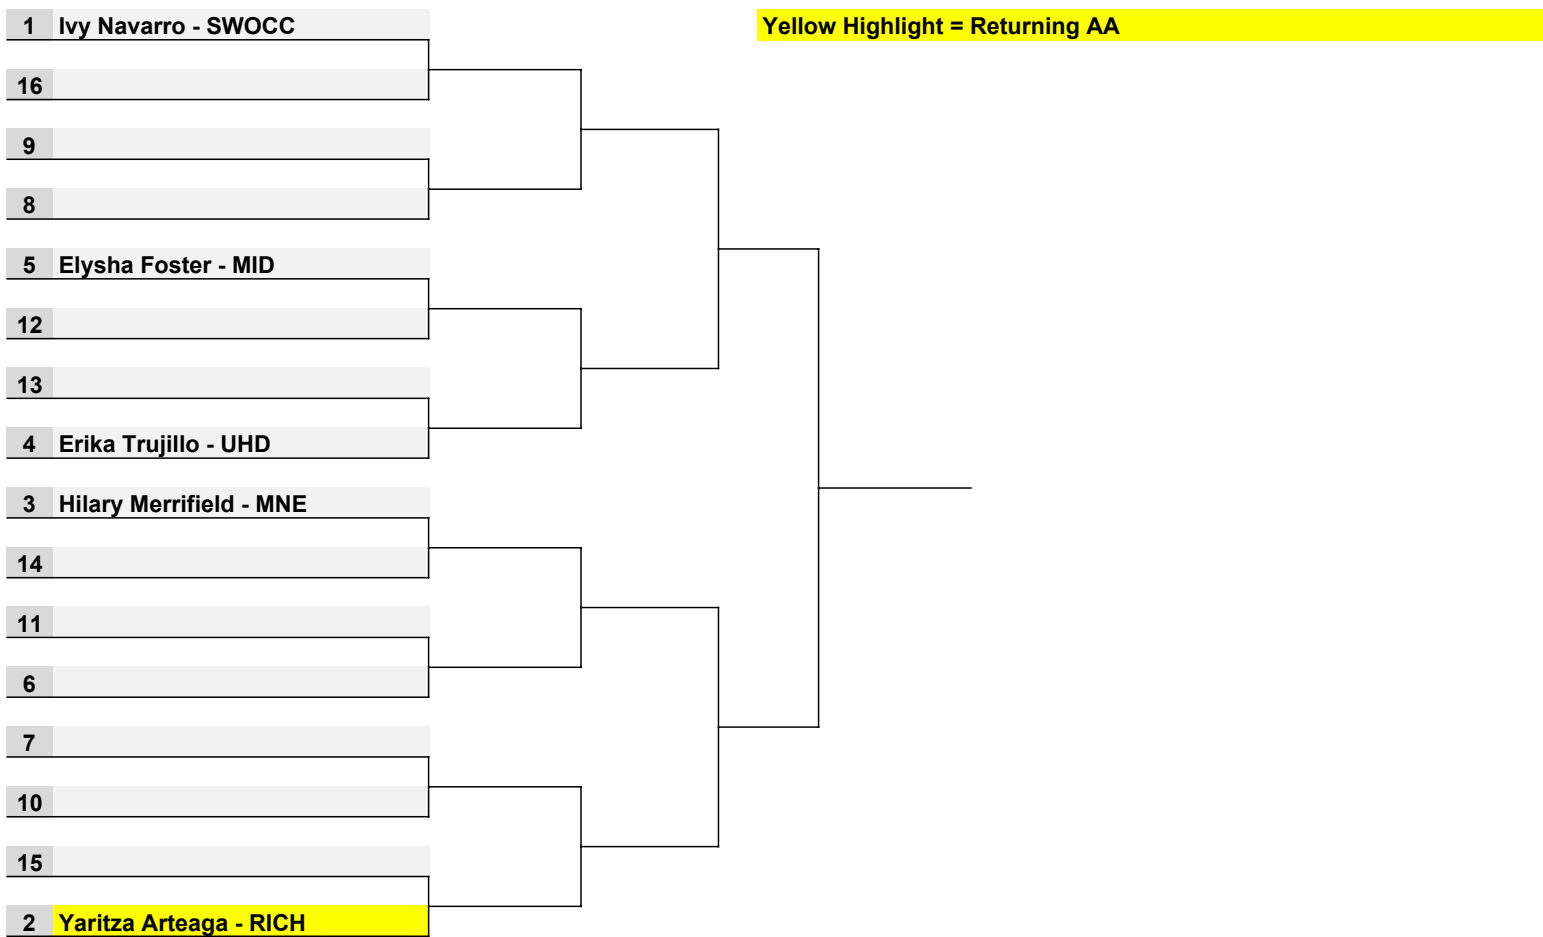 1 Ivy Navarro - SWOCC
Yellow Highlight = Returning AA
16
9
8
5 Elysha Foster - MID
12
13
4 Erika Trujillo - UHD
3 Hilary Merrifield - MNE
14
11
6
7
10
15
2 Yaritza Arteaga - RICH